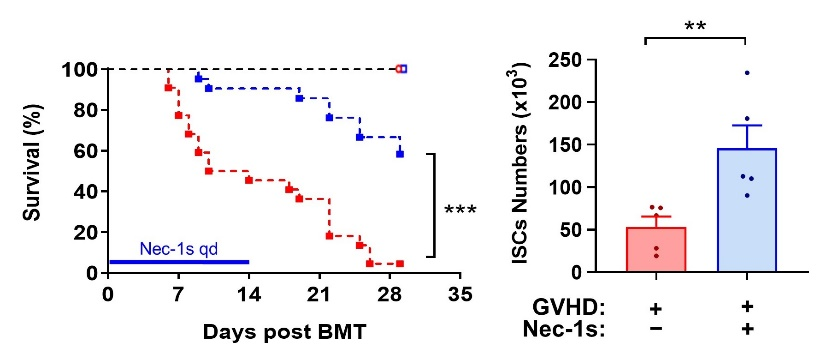 Survival (%)
100
80
60
40
20
0
Nec-1s qd
***
0 7 14 21 28 35
Days post BMT
**
ISCs Numbers (x10³)
250
200
150
100
50
0
GVHD: + +
Nec-1s: − +